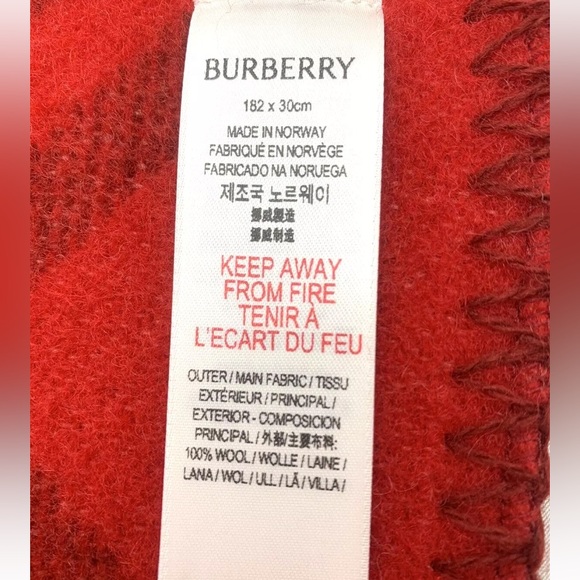 BURBERRY
182 x 30cm
MADE IN NORWAY
FABRIQUÉ EN NORVÈGE
FABRICADO NA NORUEGA
제조국 노르웨이
挪威製造
挪威制造
KEEP AWAY
FROM FIRE
TENIR À
L'ECART DU FEU
OUTER / MAIN FABRIC / TISSU
EXTÉRIEUR / PRINCIPAL /
EXTERIOR - COMPOSICION
PRINCIPAL / 外部/主要布料:
100% WOOL / WOLLE / LAINE /
LANA / WOL / ULL / LÃ / VILLA /